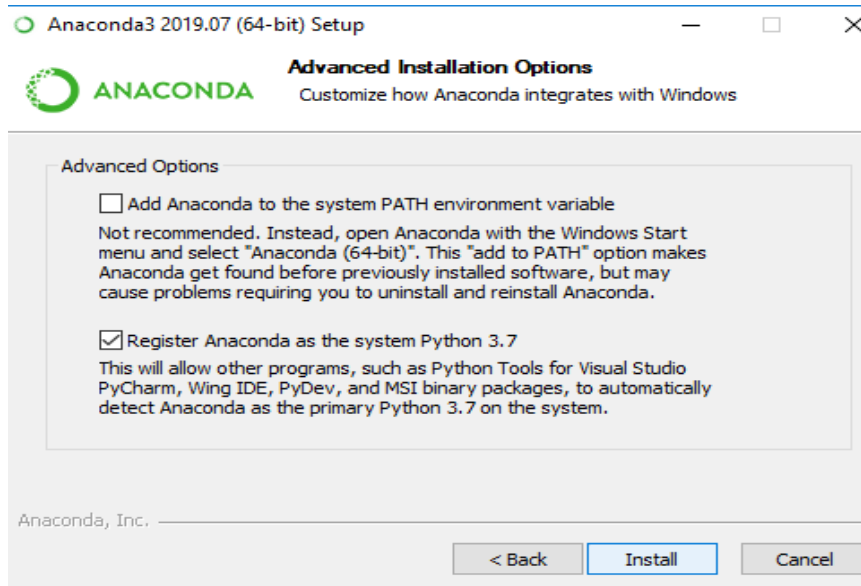 Anaconda3 2019.07 (64-bit) Setup
ANACONDA
Advanced Installation Options
Customize how Anaconda integrates with Windows
Advanced Options
Add Anaconda to the system PATH environment variable
Not recommended. Instead, open Anaconda with the Windows Start
menu and select "Anaconda (64-bit)". This "add to PATH" option makes
Anaconda get found before previously installed software, but may
cause problems requiring you to uninstall and reinstall Anaconda.
Register Anaconda as the system Python 3.7
This will allow other programs, such as Python Tools for Visual Studio
PyCharm, Wing IDE, PyDev, and MSI binary packages, to automatically
detect Anaconda as the primary Python 3.7 on the system.
Anaconda, Inc.
< Back Install Cancel